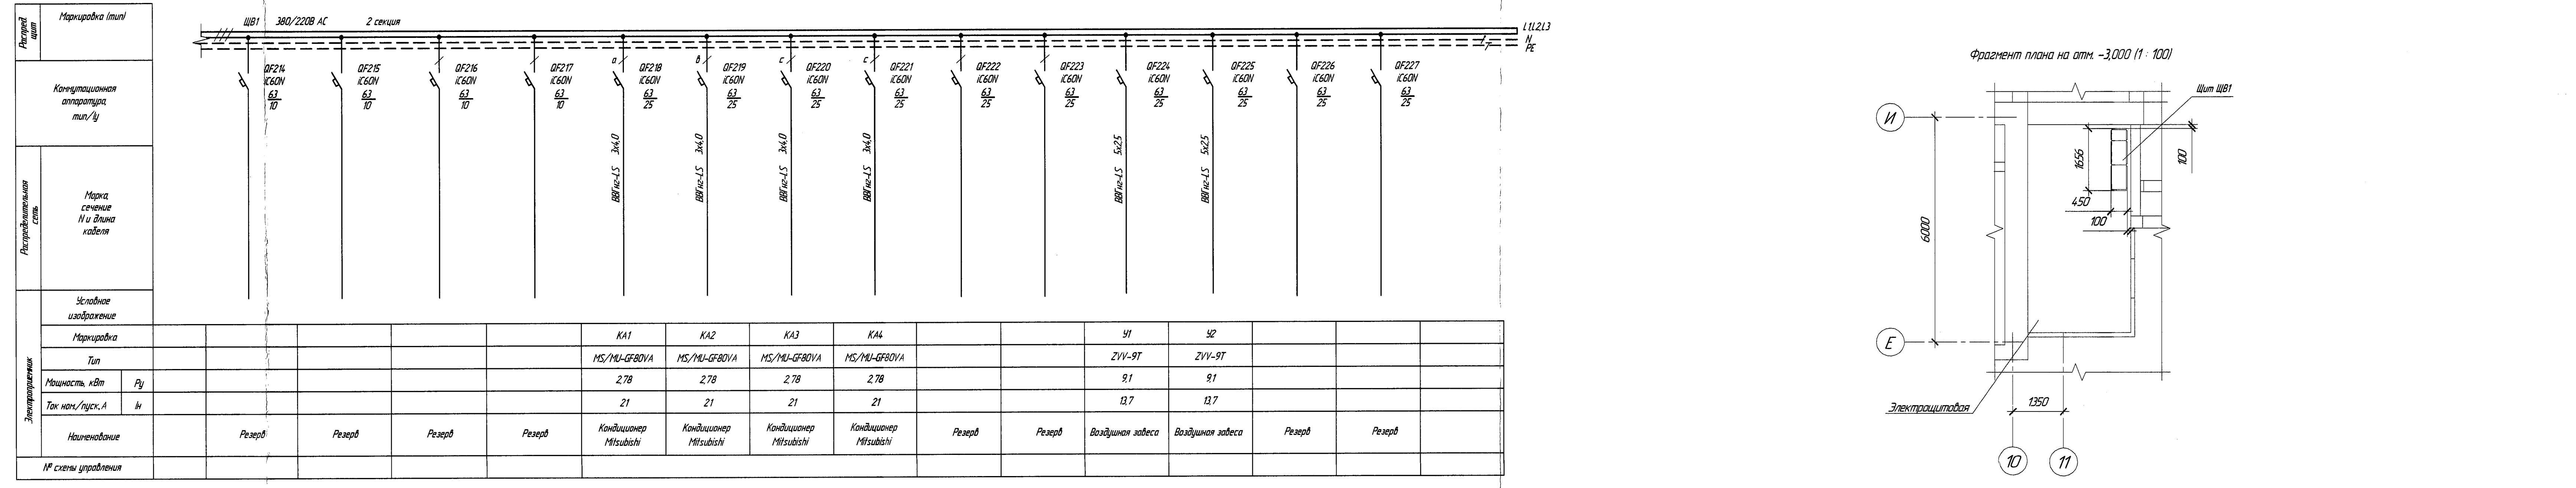 Распред. щит
Маркировка (тип)
ЩВ1 380/220В АС 2 секция
L1,L2,L3
N
PE
Коммутационная
аппаратура,
тип/Iу
QF214
iC60N
63
10
QF215
iC60N
63
10
QF216
iC60N
63
10
QF217
iC60N
63
10
а
QF218
iC60N
63
25
в
QF219
iC60N
63
25
с
QF220
iC60N
63
25
с
QF221
iC60N
63
25
QF222
iC60N
63
25
QF223
iC60N
63
25
QF224
iC60N
63
25
QF225
iC60N
63
25
QF226
iC60N
63
25
QF227
iC60N
63
25
Распределительная
сеть
Марка,
сечение
N и длина
кабеля
ВВГнг-LS 3x4,0
ВВГнг-LS 3x4,0
ВВГнг-LS 3x4,0
ВВГнг-LS 3x4,0
ВВГнг-LS 5x2,5
ВВГнг-LS 5x2,5
Электроприемник
Условное
изображение
Маркировка КА1 КА2 КА3 КА4 У1 У2
Тип MS/MU-GF80VA MS/MU-GF80VA MS/MU-GF80VA MS/MU-GF80VA ZVV-9T ZVV-9T
Мощность, кВт Ру 2,78 2,78 2,78 2,78 9,1 9,1
Ток ном./пуск. А Iн 21 21 21 21 13,7 13,7
Наименование Резерв Резерв Резерв Резерв Кондиционер Mitsubishi Кондиционер Mitsubishi Кондиционер Mitsubishi Кондиционер Mitsubishi Резерв Резерв Воздушная завеса Воздушная завеса Резерв Резерв
№ схемы управления
Фрагмент плана на отм. -3,000 (1 : 100)
Щит ЩВ1
И
1656
100
450
100
6000
Е
Электрощитовая
1350
10
11